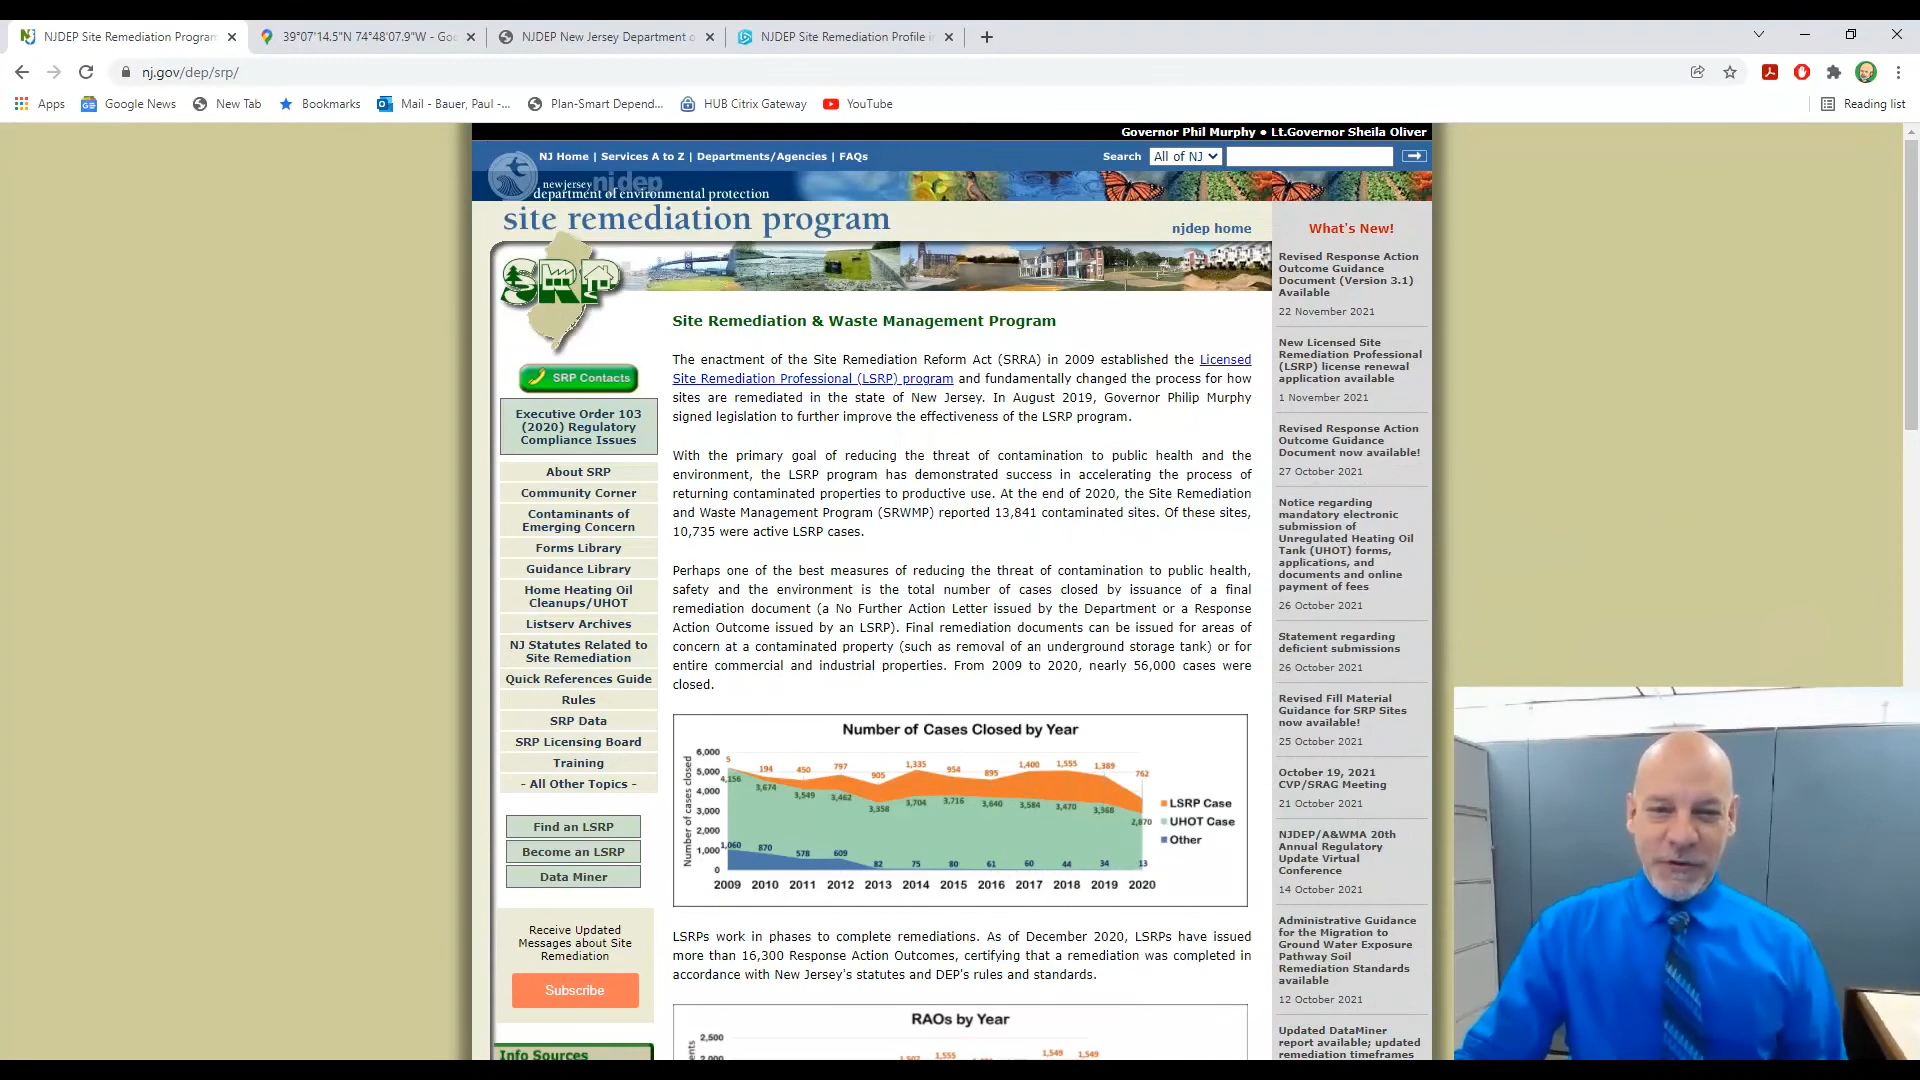 NJDEP Site Remediation Program
39°07'14.5"N 74°48'07.9"W - Goo
NJDEP New Jersey Department o
NJDEP Site Remediation Profile i
nj.gov/dep/srp/
Apps
Google News
New Tab
Bookmarks
Mail - Bauer, Paul -...
Plan-Smart Depend...
HUB Citrix Gateway
YouTube
Reading list
Governor Phil Murphy • Lt.Governor Sheila Oliver
NJ Home | Services A to Z | Departments/Agencies | FAQs
Search
All of NJ
njdep
new jersey
department of environmental protection
site remediation program
njdep home
SRP
SRP Contacts
Executive Order 103
(2020) Regulatory
Compliance Issues
About SRP
Community Corner
Contaminants of
Emerging Concern
Forms Library
Guidance Library
Home Heating Oil
Cleanups/UHOT
Listserv Archives
NJ Statutes Related to
Site Remediation
Quick References Guide
Rules
SRP Data
SRP Licensing Board
Training
- All Other Topics -
Find an LSRP
Become an LSRP
Data Miner
Receive Updated
Messages about Site
Remediation
Subscribe
Info Sources
Site Remediation & Waste Management Program
The enactment of the Site Remediation Reform Act (SRRA) in 2009 established the Licensed
Site Remediation Professional (LSRP) program and fundamentally changed the process for how
sites are remediated in the state of New Jersey. In August 2019, Governor Philip Murphy
signed legislation to further improve the effectiveness of the LSRP program.
With the primary goal of reducing the threat of contamination to public health and the
environment, the LSRP program has demonstrated success in accelerating the process of
returning contaminated properties to productive use. At the end of 2020, the Site Remediation
and Waste Management Program (SRWMP) reported 13,841 contaminated sites. Of these sites,
10,735 were active LSRP cases.
Perhaps one of the best measures of reducing the threat of contamination to public health,
safety and the environment is the total number of cases closed by issuance of a final
remediation document (a No Further Action Letter issued by the Department or a Response
Action Outcome issued by an LSRP). Final remediation documents can be issued for areas of
concern at a contaminated property (such as removal of an underground storage tank) or for
entire commercial and industrial properties. From 2009 to 2020, nearly 56,000 cases were
closed.
Number of Cases Closed by Year
Number of cases closed
6,000
5,000
4,000
3,000
2,000
1,000
0
5 194 450 797 905 1,335 954 895 1,400 1,555 1,389 762
4,156 3,674 3,549 3,462 3,358 3,704 3,716 3,640 3,584 3,470 3,368 2,870
1,060 870 578 609 82 75 80 61 60 44 34 13
2009 2010 2011 2012 2013 2014 2015 2016 2017 2018 2019 2020
LSRP Case
UHOT Case
Other
LSRPs work in phases to complete remediations. As of December 2020, LSRPs have issued
more than 16,300 Response Action Outcomes, certifying that a remediation was completed in
accordance with New Jersey's statutes and DEP's rules and standards.
RAOs by Year
2,500
1,555
1,549 1,549
What's New!
Revised Response Action
Outcome Guidance
Document (Version 3.1)
Available
22 November 2021
New Licensed Site
Remediation Professional
(LSRP) license renewal
application available
1 November 2021
Revised Response Action
Outcome Guidance
Document now available!
27 October 2021
Notice regarding
mandatory electronic
submission of
Unregulated Heating Oil
Tank (UHOT) forms,
applications, and
documents and online
payment of fees
26 October 2021
Statement regarding
deficient submissions
26 October 2021
Revised Fill Material
Guidance for SRP Sites
now available!
25 October 2021
October 19, 2021
CVP/SRAG Meeting
21 October 2021
NJDEP/A&WMA 20th
Annual Regulatory
Update Virtual
Conference
14 October 2021
Administrative Guidance
for the Migration to
Ground Water Exposure
Pathway Soil
Remediation Standards
available
12 October 2021
Updated DataMiner
report available; updated
remediation timeframes